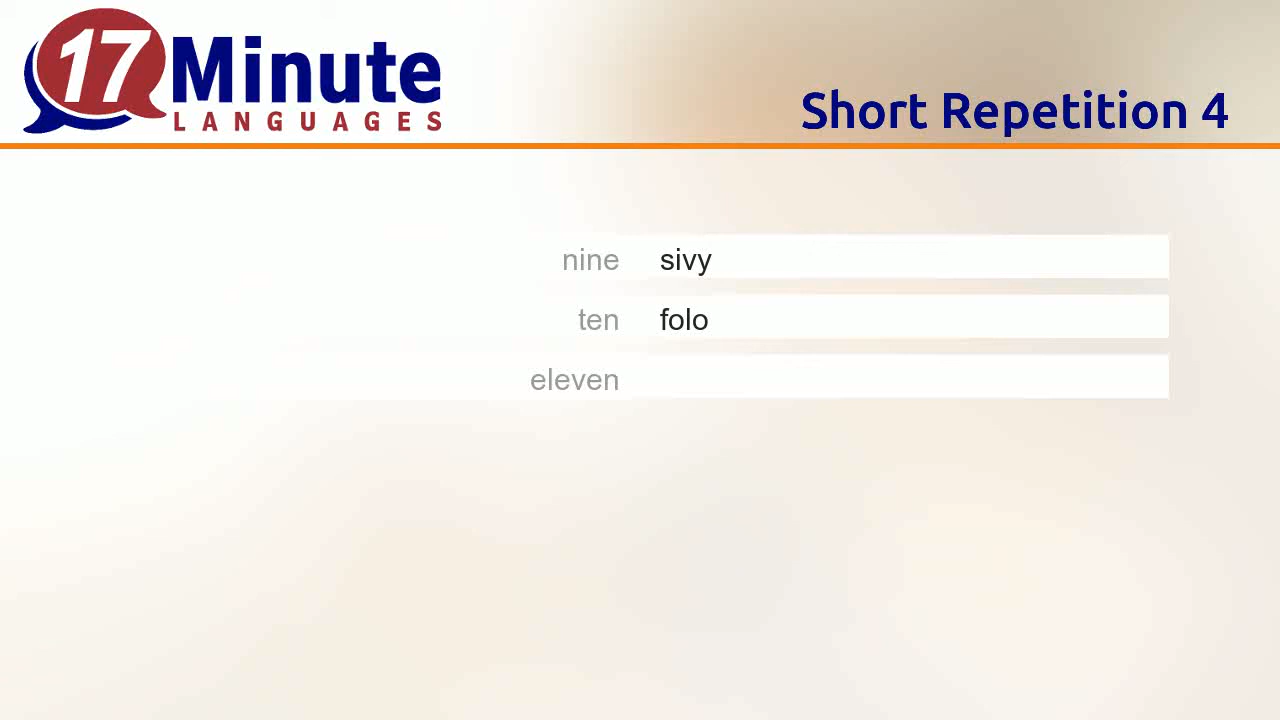 17 Minute
LANGUAGES
Short Repetition 4
nine sivy
ten folo
eleven